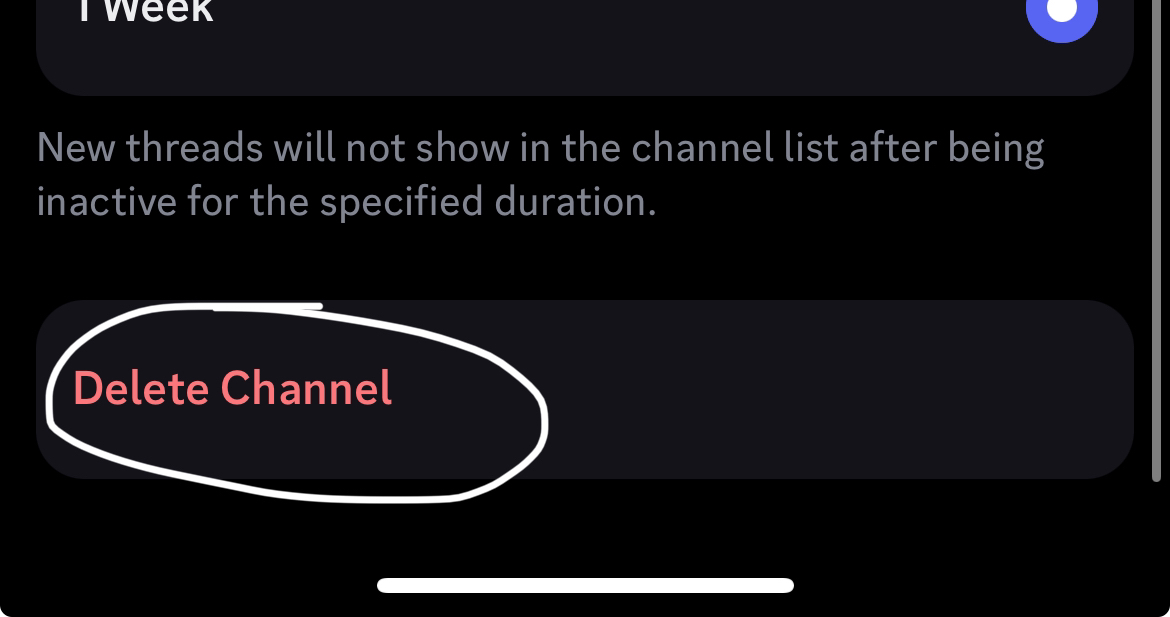 1 Week
New threads will not show in the channel list after being
inactive for the specified duration.
Delete Channel